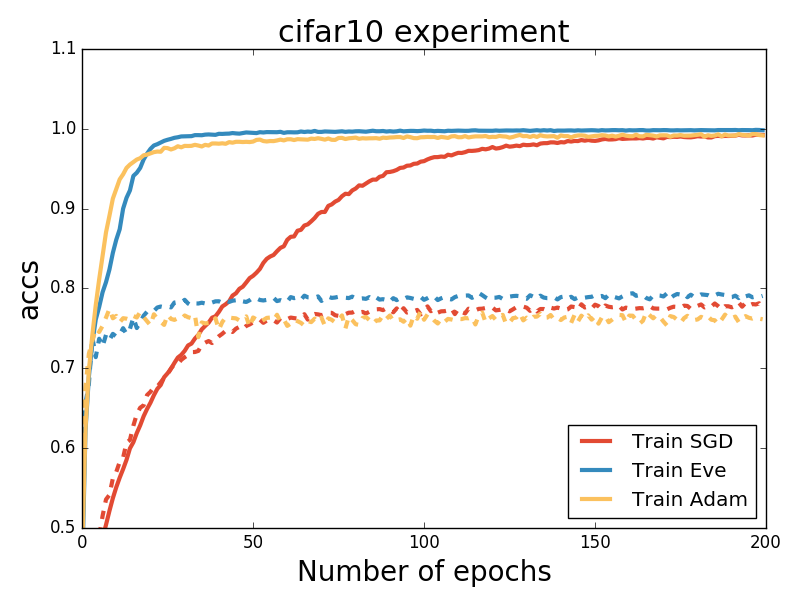 cifar10 experiment
1.1
1.0
0.9
0.8
0.7
0.6
0.5
accs
Train SGD
Train Eve
Train Adam
0 50 100 150 200
Number of epochs